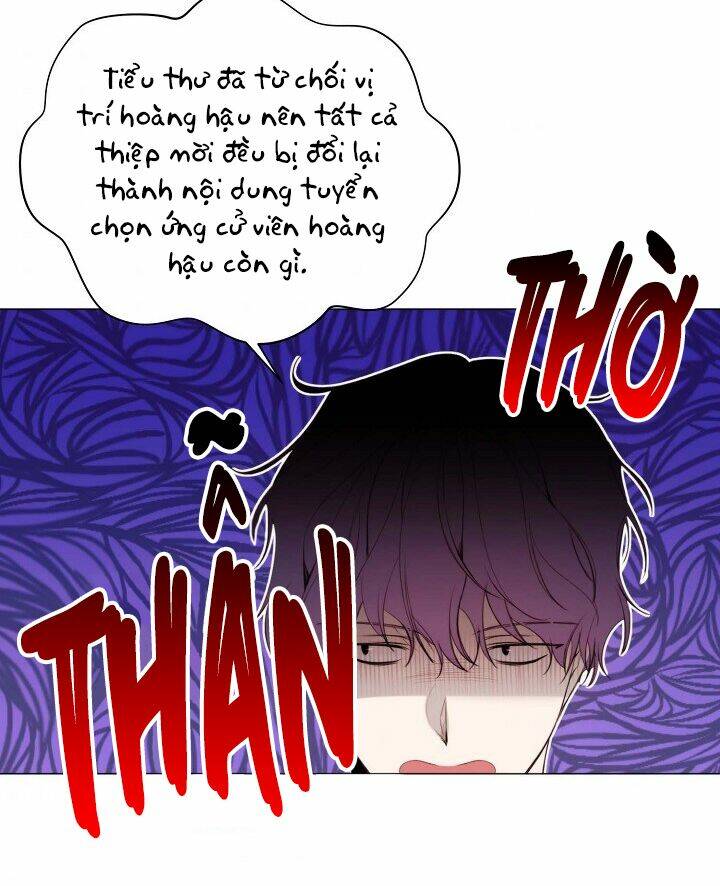 Tiểu thư đã từ chối vị
trí hoàng hậu nên tất cả
thiệp mời đều bị đổi lại
thành nội dung tuyển
chọn ứng cử viên hoàng
hậu còn gì.
THẪN
THỜ